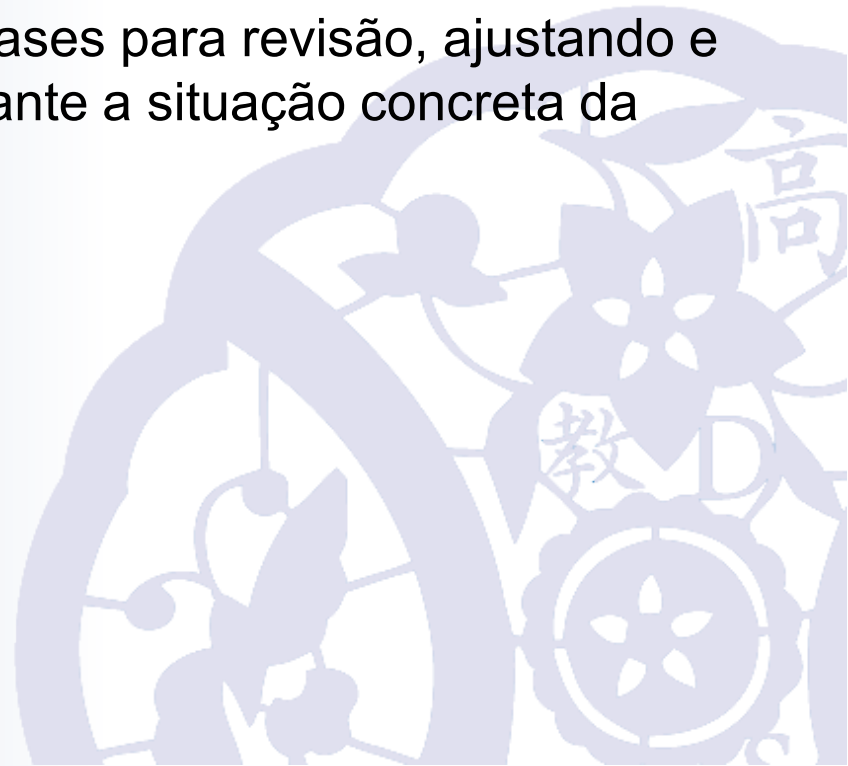 ases para revisão, ajustando e
ante a situação concreta da
高
教 D
S